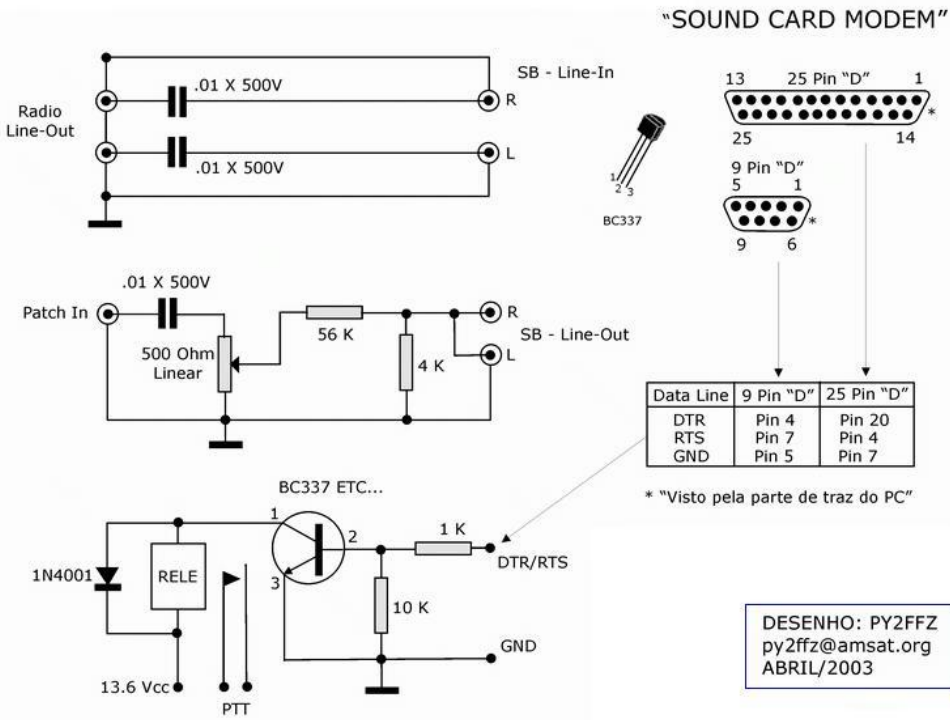 "SOUND CARD MODEM"
.01 X 500V
SB - Line-In
R
Radio
Line-Out
L
.01 X 500V
1
2
3
BC337
13 25 Pin "D" 1
*
25 14
9 Pin "D"
5 1
*
9 6
.01 X 500V
Patch In
R
56 K
SB - Line-Out
L
500 Ohm
Linear
4 K
Data Line 9 Pin "D" 25 Pin "D"
DTR Pin 4 Pin 20
RTS Pin 7 Pin 4
GND Pin 5 Pin 7
* "Visto pela parte de traz do PC"
BC337 ETC...
1
2
3
1 K
DTR/RTS
1N4001
RELE
10 K
GND
13.6 Vcc
PTT
DESENHO: PY2FFZ
py2ffz@amsat.org
ABRIL/2003